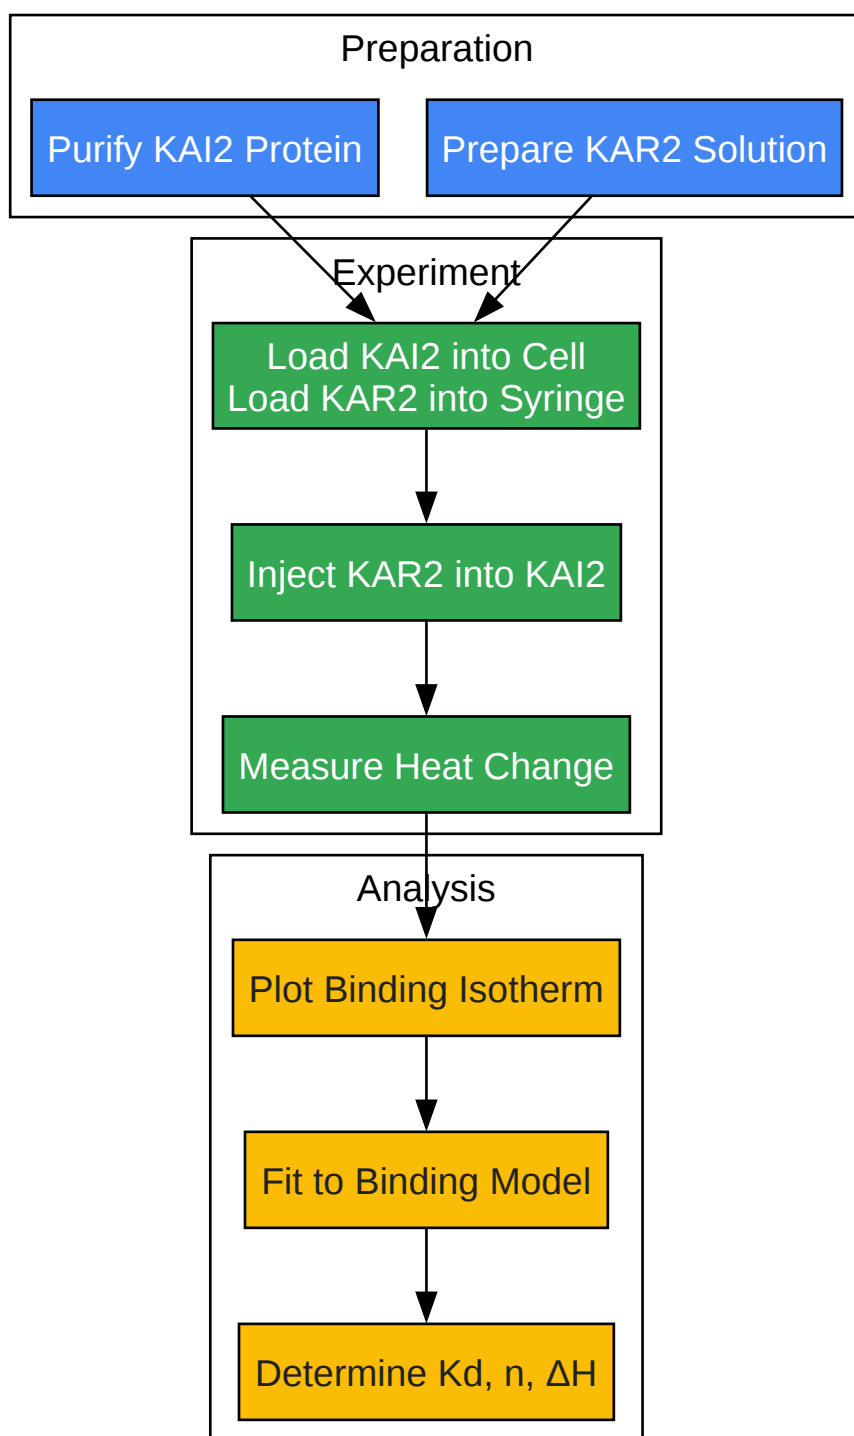 Preparation
Purify KAI2 Protein
Prepare KAR2 Solution
Experiment
Load KAI2 into Cell
Load KAR2 into Syringe
Inject KAR2 into KAI2
Measure Heat Change
Analysis
Plot Binding Isotherm
Fit to Binding Model
Determine Kd, n, ΔH